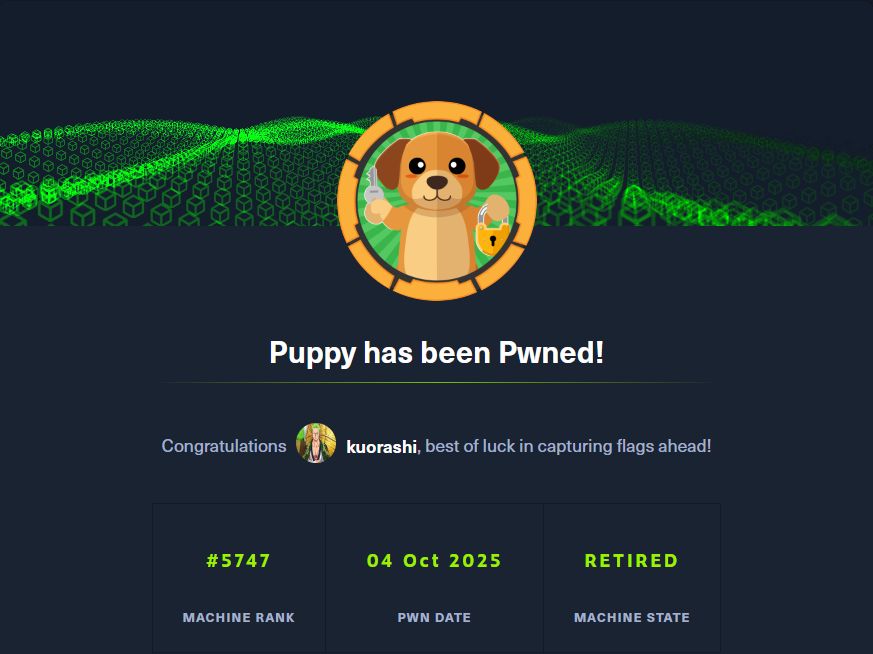 Puppy has been Pwned!
Congratulations kuorashi, best of luck in capturing flags ahead!
#5747 04 Oct 2025 RETIRED
MACHINE RANK PWN DATE MACHINE STATE